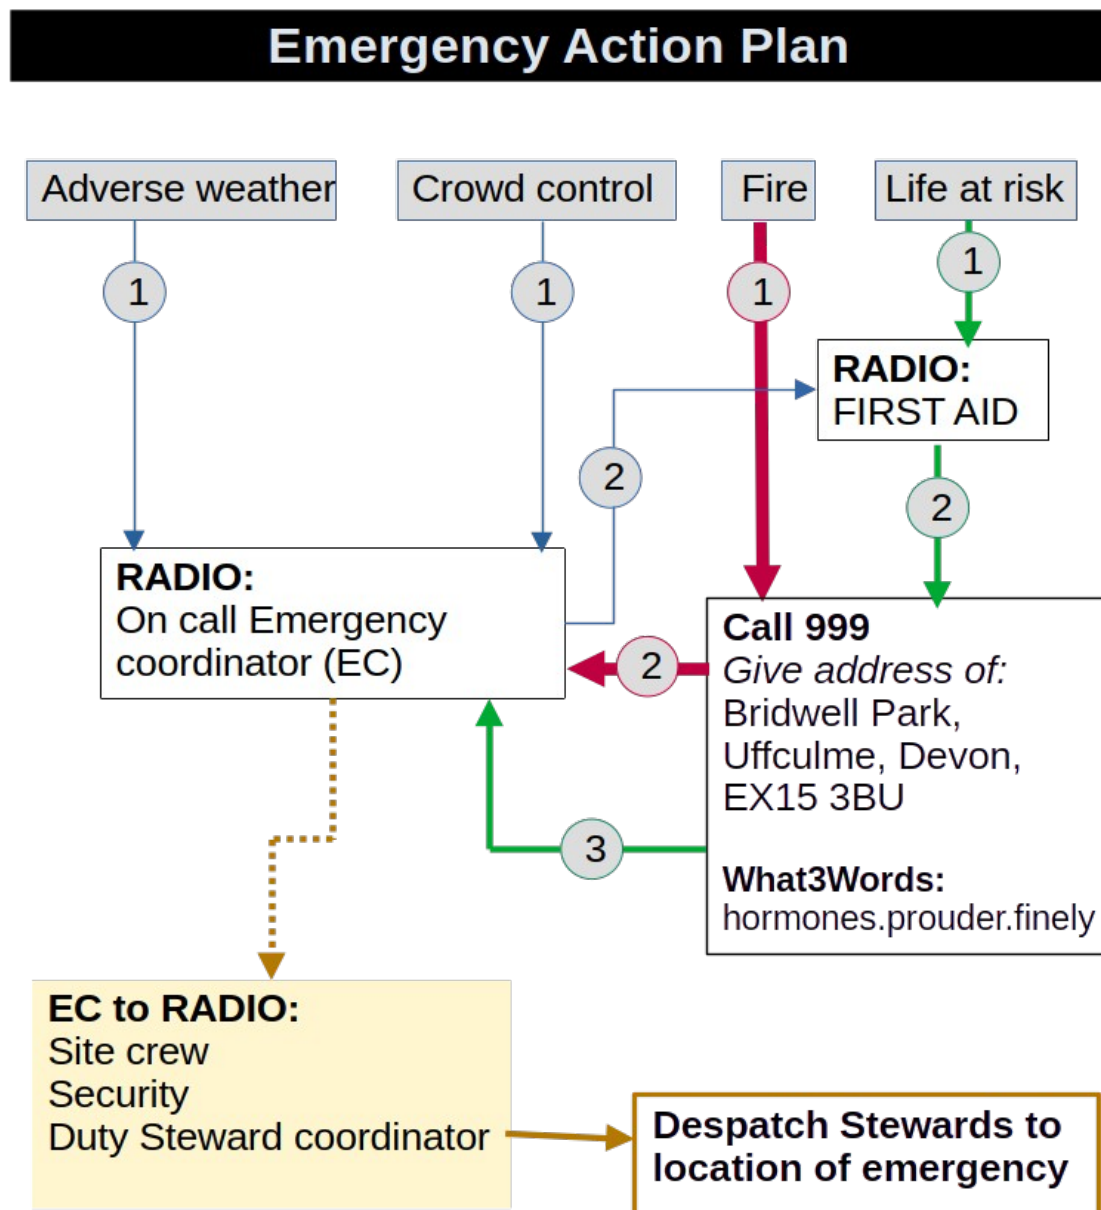 Emergency Action Plan
Adverse weather
Crowd control
Fire
Life at risk
1
1
1
1
RADIO:
FIRST AID
2
2
RADIO:
On call Emergency
coordinator (EC)
Call 999
Give address of:
Bridwell Park,
Uffculme, Devon,
EX15 3BU
What3Words:
hormones.prouder.finely
2
3
EC to RADIO:
Site crew
Security
Duty Steward coordinator
Despatch Stewards to
location of emergency